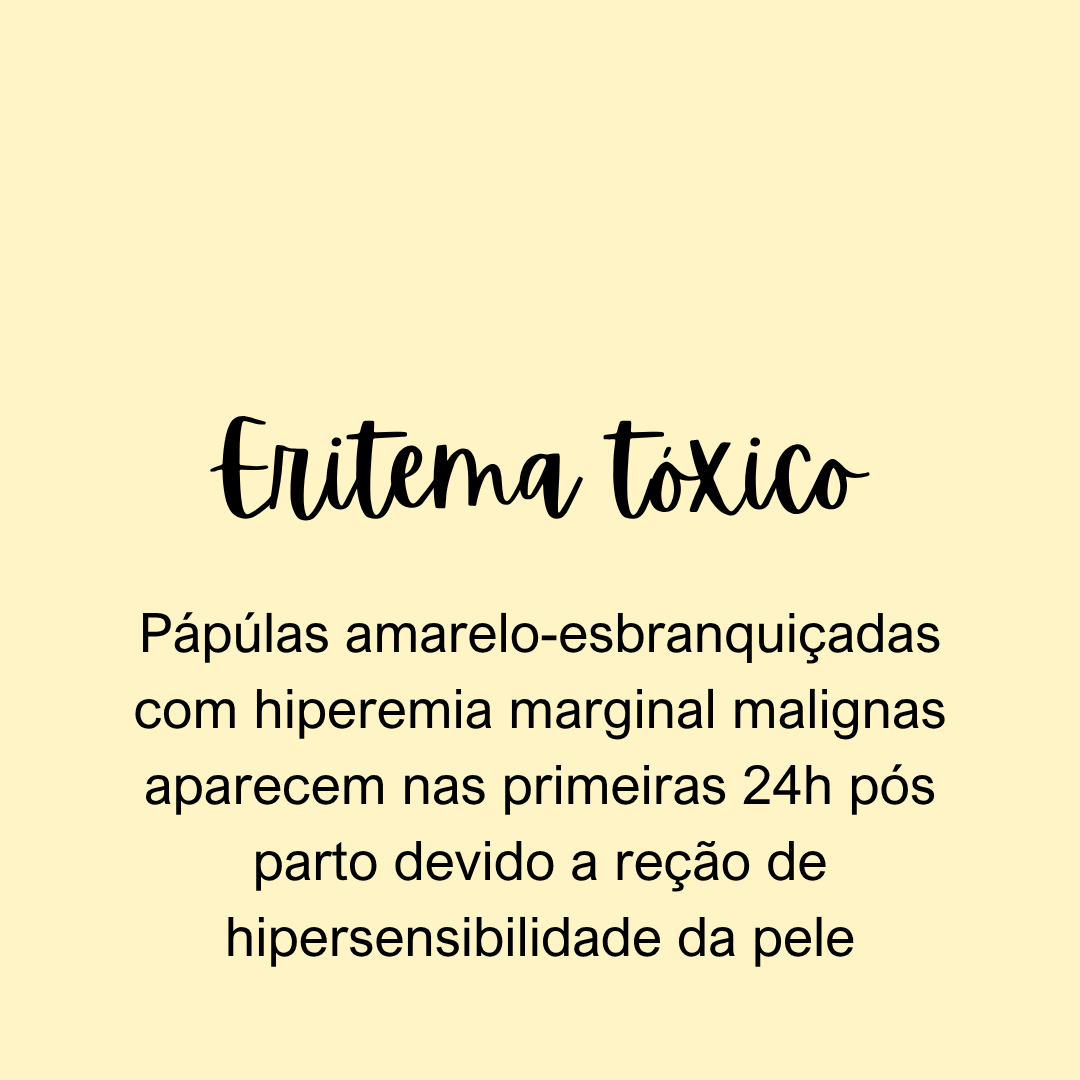 Eritema tóxico
Pápúlas amarelo-esbranquiçadas
com hiperemia marginal malignas
aparecem nas primeiras 24h pós
parto devido a reção de
hipersensibilidade da pele